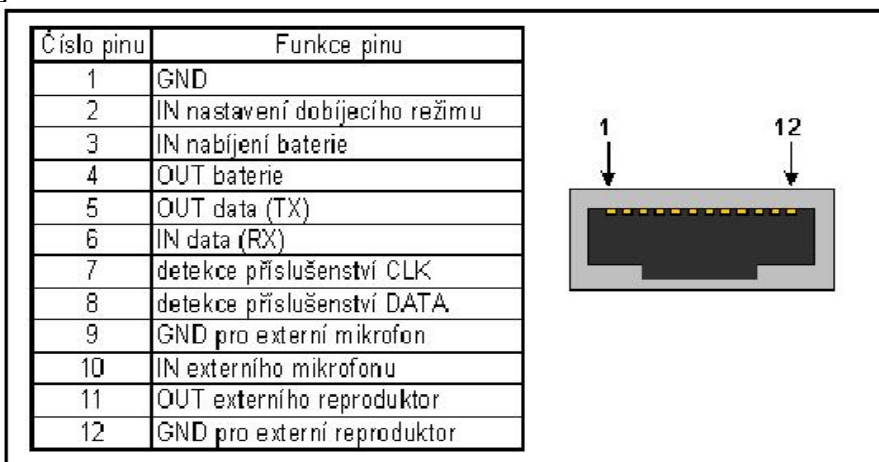 Číslo pinu Funkce pinu
1 GND
2 IN nastavení dobíjecího režimu
3 IN nabíjení baterie
4 OUT baterie
5 OUT data (TX)
6 IN data (RX)
7 detekce příslušenství CLK
8 detekce příslušenství DATA
9 GND pro externí mikrofon
10 IN externího mikrofonu
11 OUT externího reproduktor
12 GND pro externí reproduktor
1 12